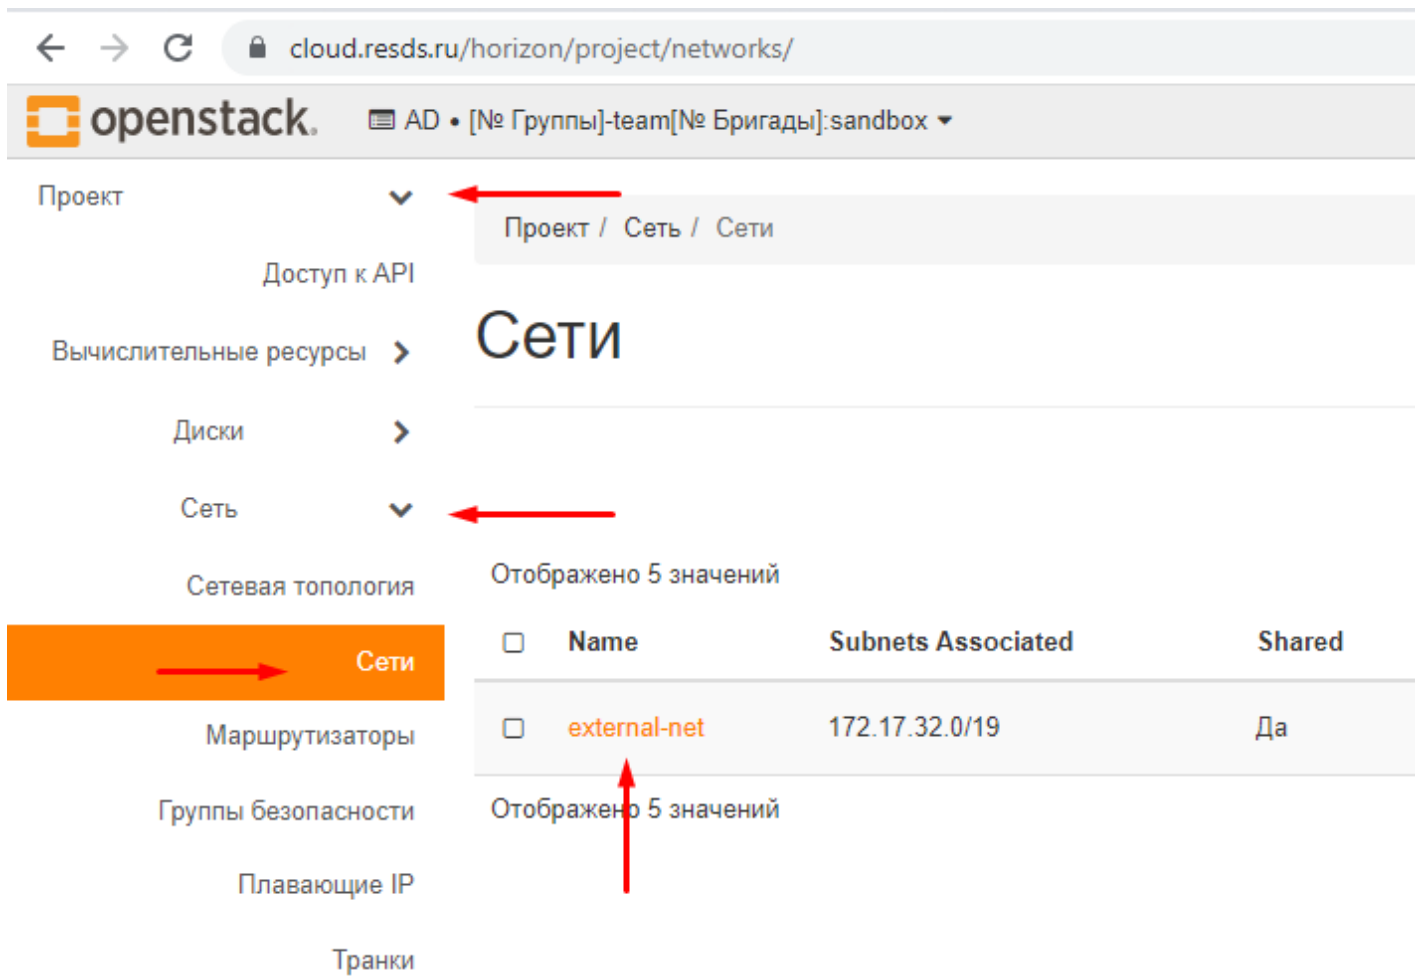 cloud.resds.ru/horizon/project/networks/
openstack. AD • [№ Группы]-team[№ Бригады]:sandbox
Проект
Доступ к API
Вычислительные ресурсы
Диски
Сеть
Сетевая топология
Сети
Маршрутизаторы
Группы безопасности
Плавающие IP
Транки
Проект / Сеть / Сети
Сети
Отображено 5 значений
Name Subnets Associated Shared
external-net 172.17.32.0/19 Да
Отображено 5 значений